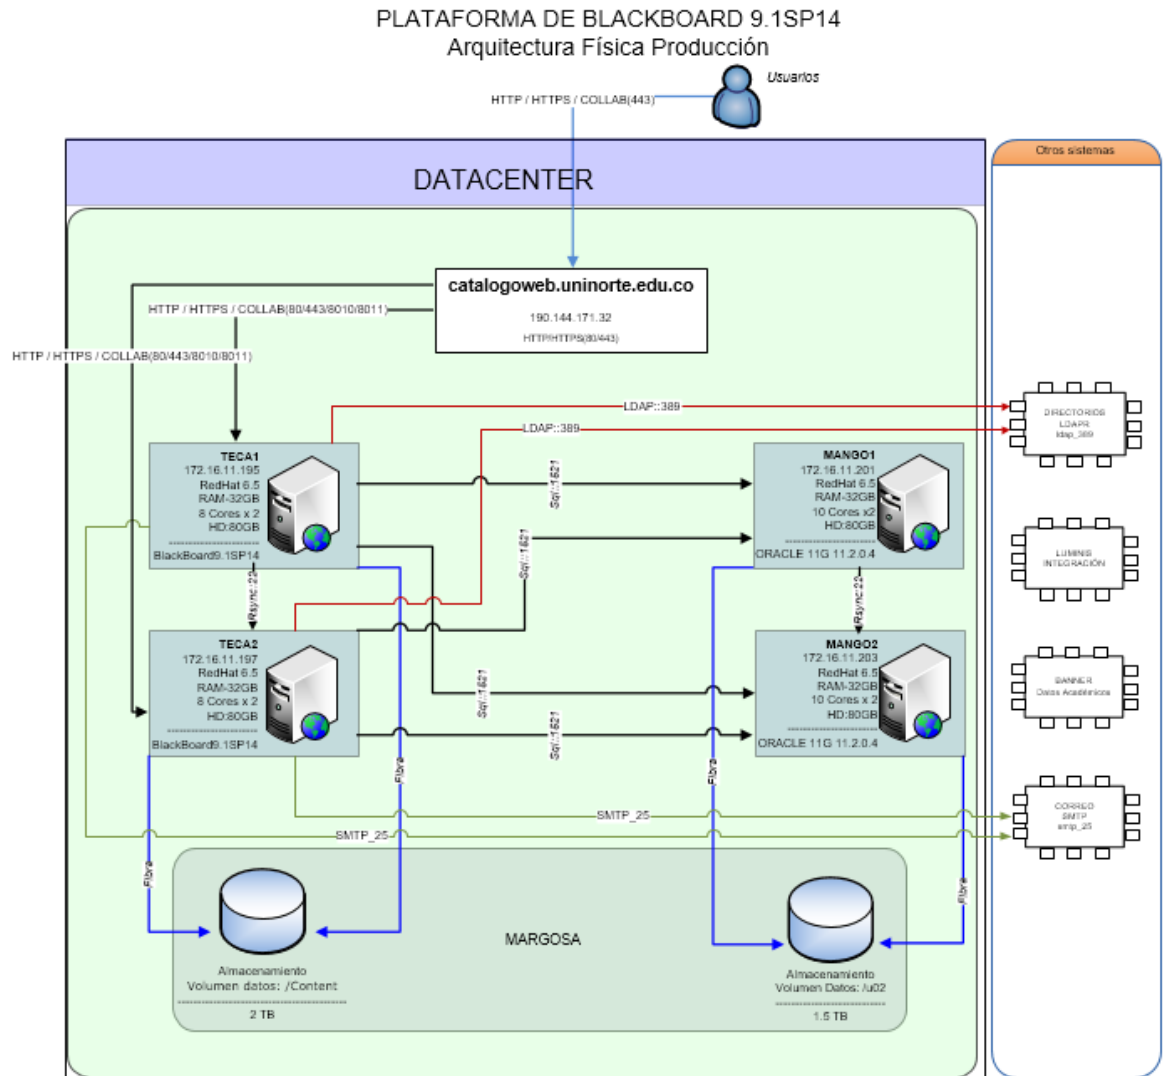 PLATAFORMA DE BLACKBOARD 9.1SP14
Arquitectura Física Producción
Usuarios
HTTP / HTTPS / COLLAB(443)
Otros sistemas
DATACENTER
catalogoweb.uninorte.edu.co
190.144.171.32
HTTP/HTTPS(80/443)
HTTP / HTTPS / COLLAB(80/443/8010/8011)
HTTP / HTTPS / COLLAB(80/443/8010/8011)
LDAP::389
LDAP::389
DIRECTORIOS
LDAPR
ldap_389
TECA1
172.16.11.195
RedHat 6.5
RAM-32GB
8 Cores x 2
HD:80GB
BlackBoard9.1SP14
Sql::1521
Sql::1521
MANGO1
172.16.11.201
RedHat 6.5
RAM-32GB
10 Cores x2
HD:80GB
ORACLE 11G 11.2.0.4
LUMINIS
INTEGRACIÓN
Rsync:22
Rsync:22
TECA2
172.16.11.197
RedHat 6.5
RAM-32GB
8 Cores x 2
HD:80GB
BlackBoard9.1SP14
Sql::1521
Sql::1521
MANGO2
172.16.11.203
RedHat 6.5
RAM-32GB
10 Cores x 2
HD:80GB
ORACLE 11G 11.2.0.4
BANNER
Datos Académicos
Fibra
Fibra
SMTP_25
SMTP_25
CORREO
SMTP
smtp_25
Fibra
Fibra
MARGOSA
Almacenamiento
Volumen datos: /Content
2 TB
Almacenamiento
Volumen Datos: /u02
1.5 TB